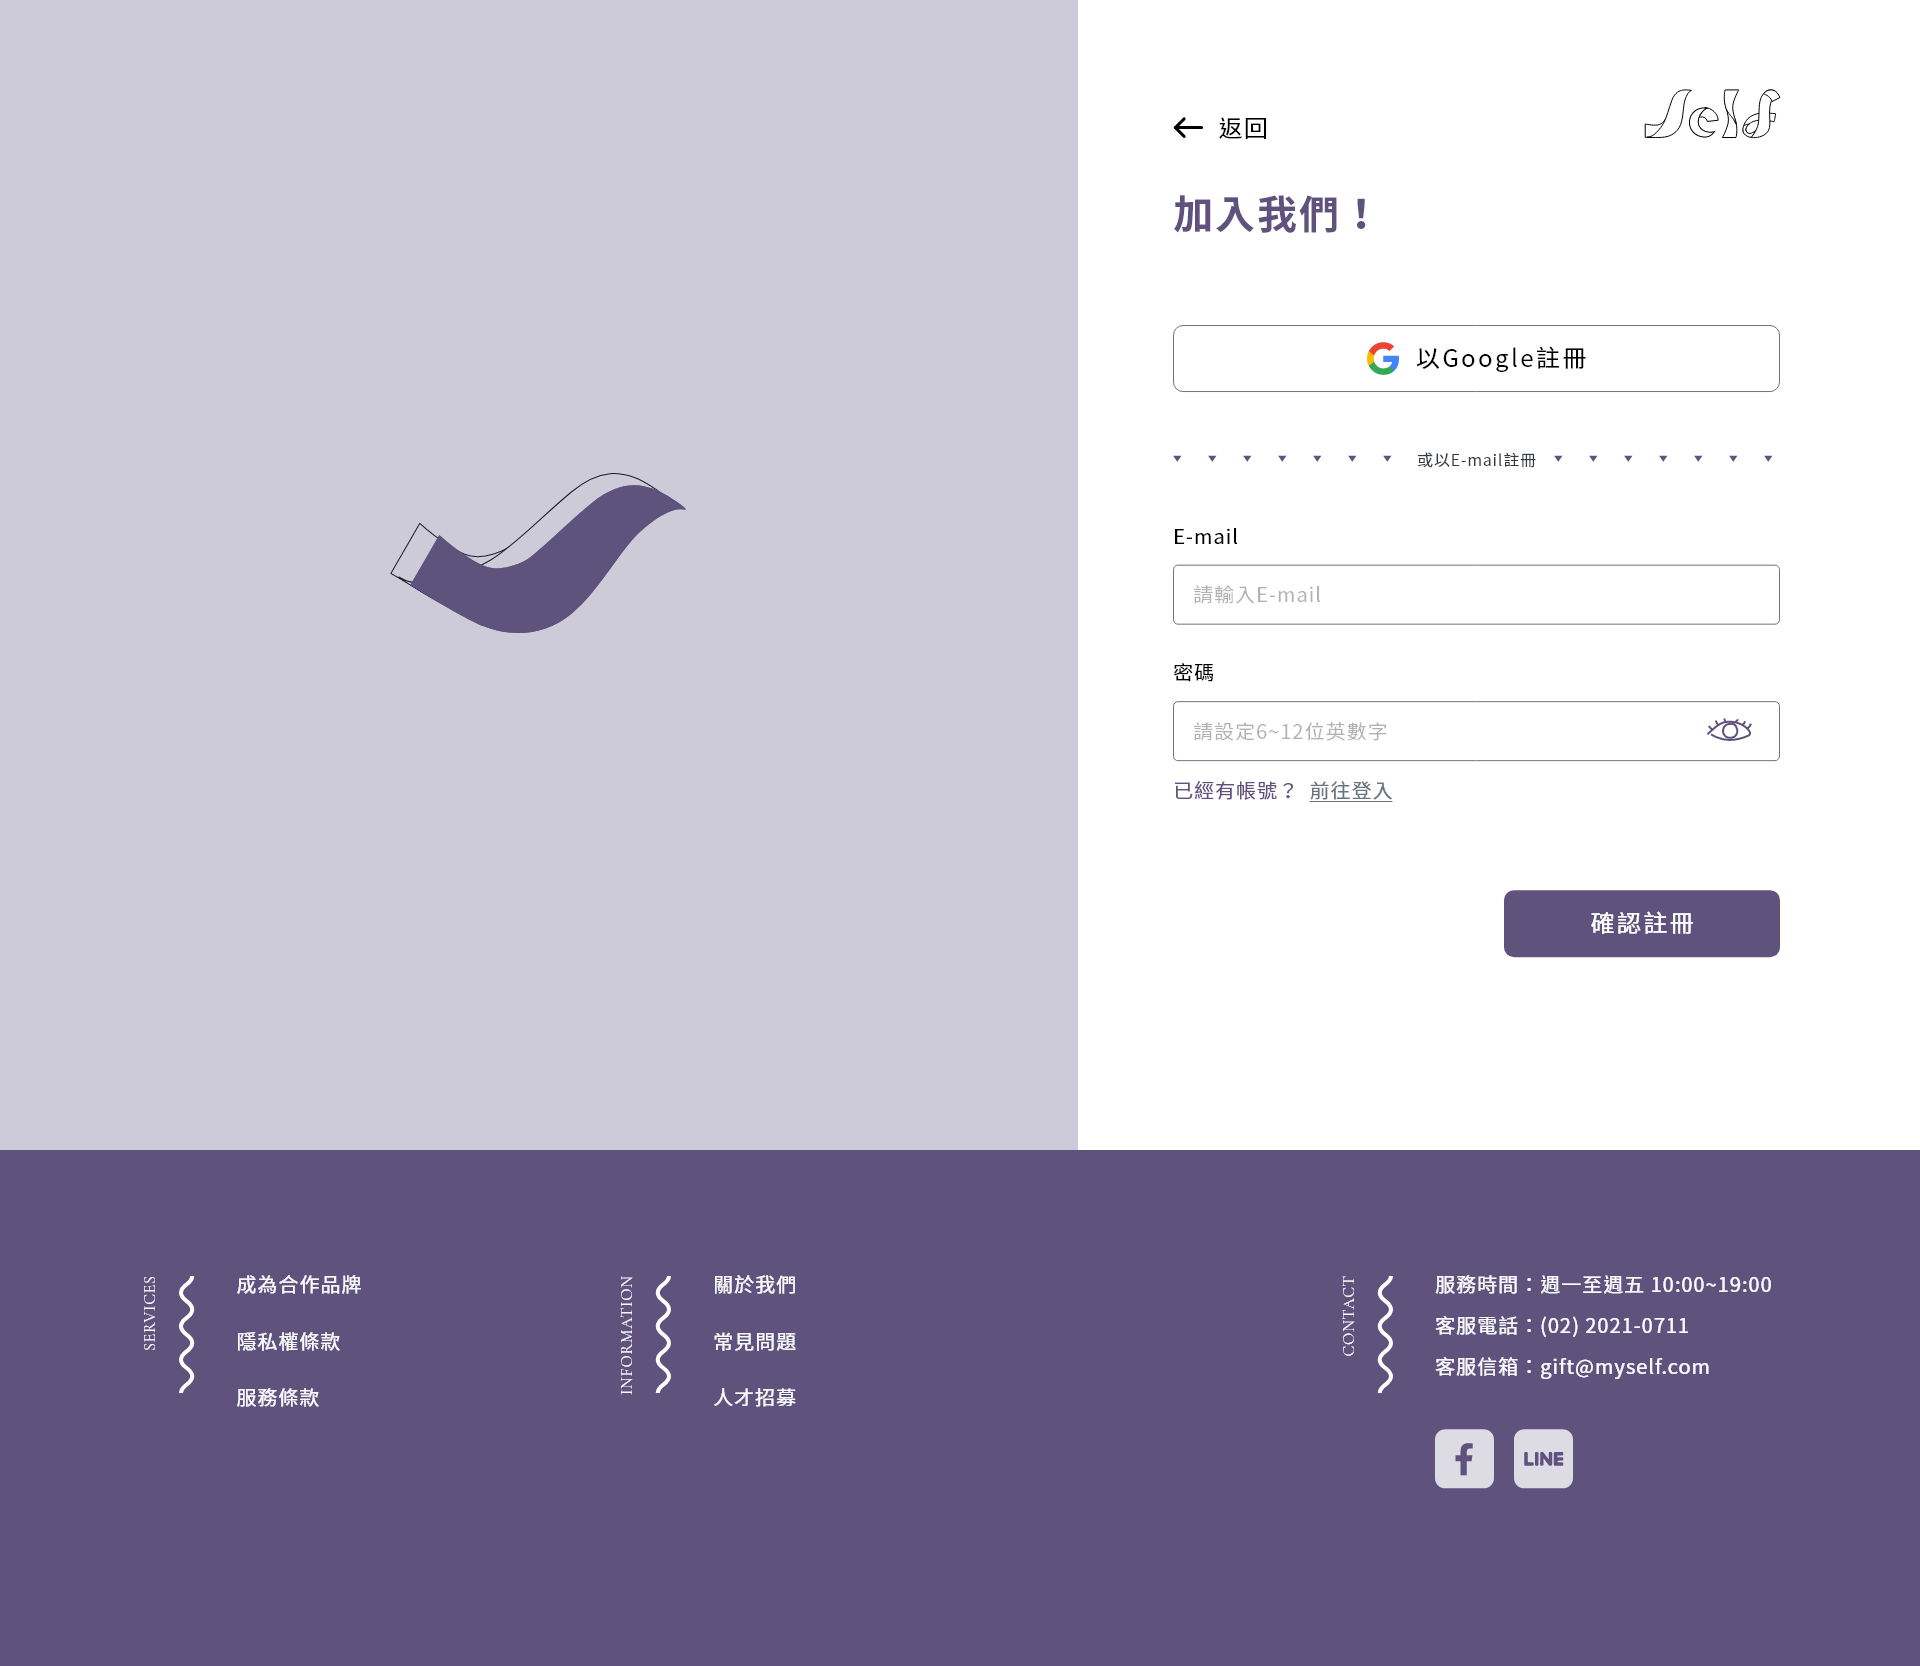 返回
Self
加入我們！
以Google註冊
或以E-mail註冊
E-mail
請輸入E-mail
密碼
請設定6~12位英數字
已經有帳號？ 前往登入
確認註冊
SERVICES
成為合作品牌
隱私權條款
服務條款
INFORMATION
關於我們
常見問題
人才招募
CONTACT
服務時間：週一至週五 10:00~19:00
客服電話：(02) 2021-0711
客服信箱：gift@myself.com
f
LINE